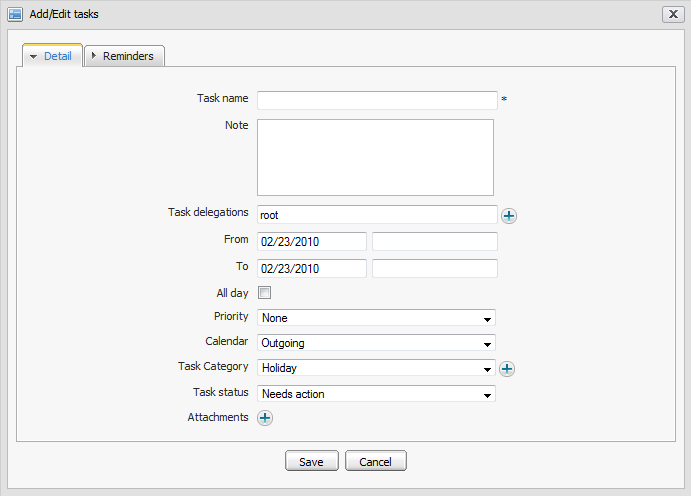 Add/Edit tasks
Detail
Reminders
Task name *
Note
Task delegations root
From 02/23/2010
To 02/23/2010
All day
Priority None
Calendar Outgoing
Task Category Holiday
Task status Needs action
Attachments
Save Cancel